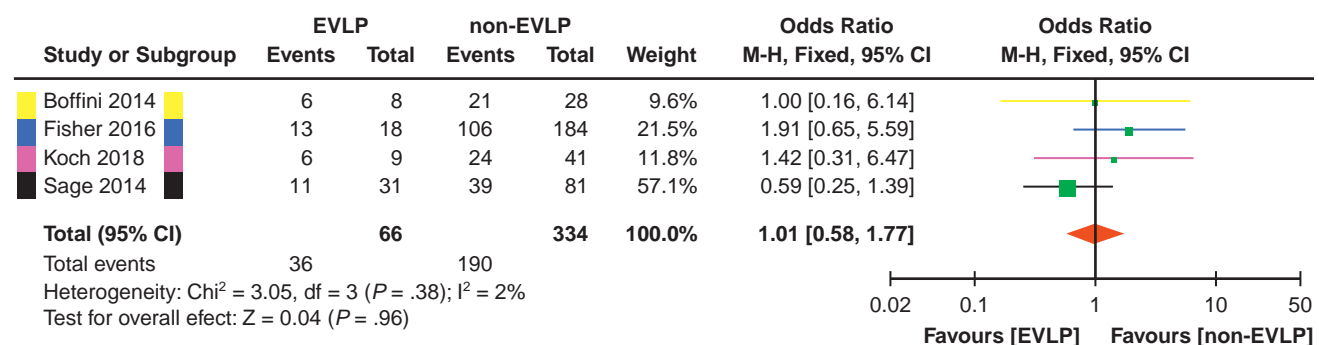 EVLP non-EVLP Odds Ratio Odds Ratio
Study or Subgroup Events Total Events Total Weight M-H, Fixed, 95% CI M-H, Fixed, 95% CI
Boffini 2014 6 8 21 28 9.6% 1.00 [0.16, 6.14]
Fisher 2016 13 18 106 184 21.5% 1.91 [0.65, 5.59]
Koch 2018 6 9 24 41 11.8% 1.42 [0.31, 6.47]
Sage 2014 11 31 39 81 57.1% 0.59 [0.25, 1.39]
Total (95% CI) 66 334 100.0% 1.01 [0.58, 1.77]
Total events 36 190
Heterogeneity: Chi² = 3.05, df = 3 (P = .38); I² = 2%
Test for overall efect: Z = 0.04 (P = .96)
0.02 0.1 1 10 50
Favours [EVLP] Favours [non-EVLP]